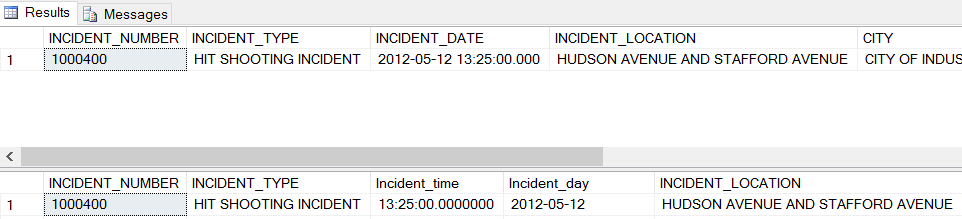 Results Messages
INCIDENT_NUMBER INCIDENT_TYPE INCIDENT_DATE INCIDENT_LOCATION CITY
1 1000400 HIT SHOOTING INCIDENT 2012-05-12 13:25:00.000 HUDSON AVENUE AND STAFFORD AVENUE CITY OF INDUS
INCIDENT_NUMBER INCIDENT_TYPE Incident_time Incident_day INCIDENT_LOCATION
1 1000400 HIT SHOOTING INCIDENT 13:25:00.0000000 2012-05-12 HUDSON AVENUE AND STAFFORD AVENUE